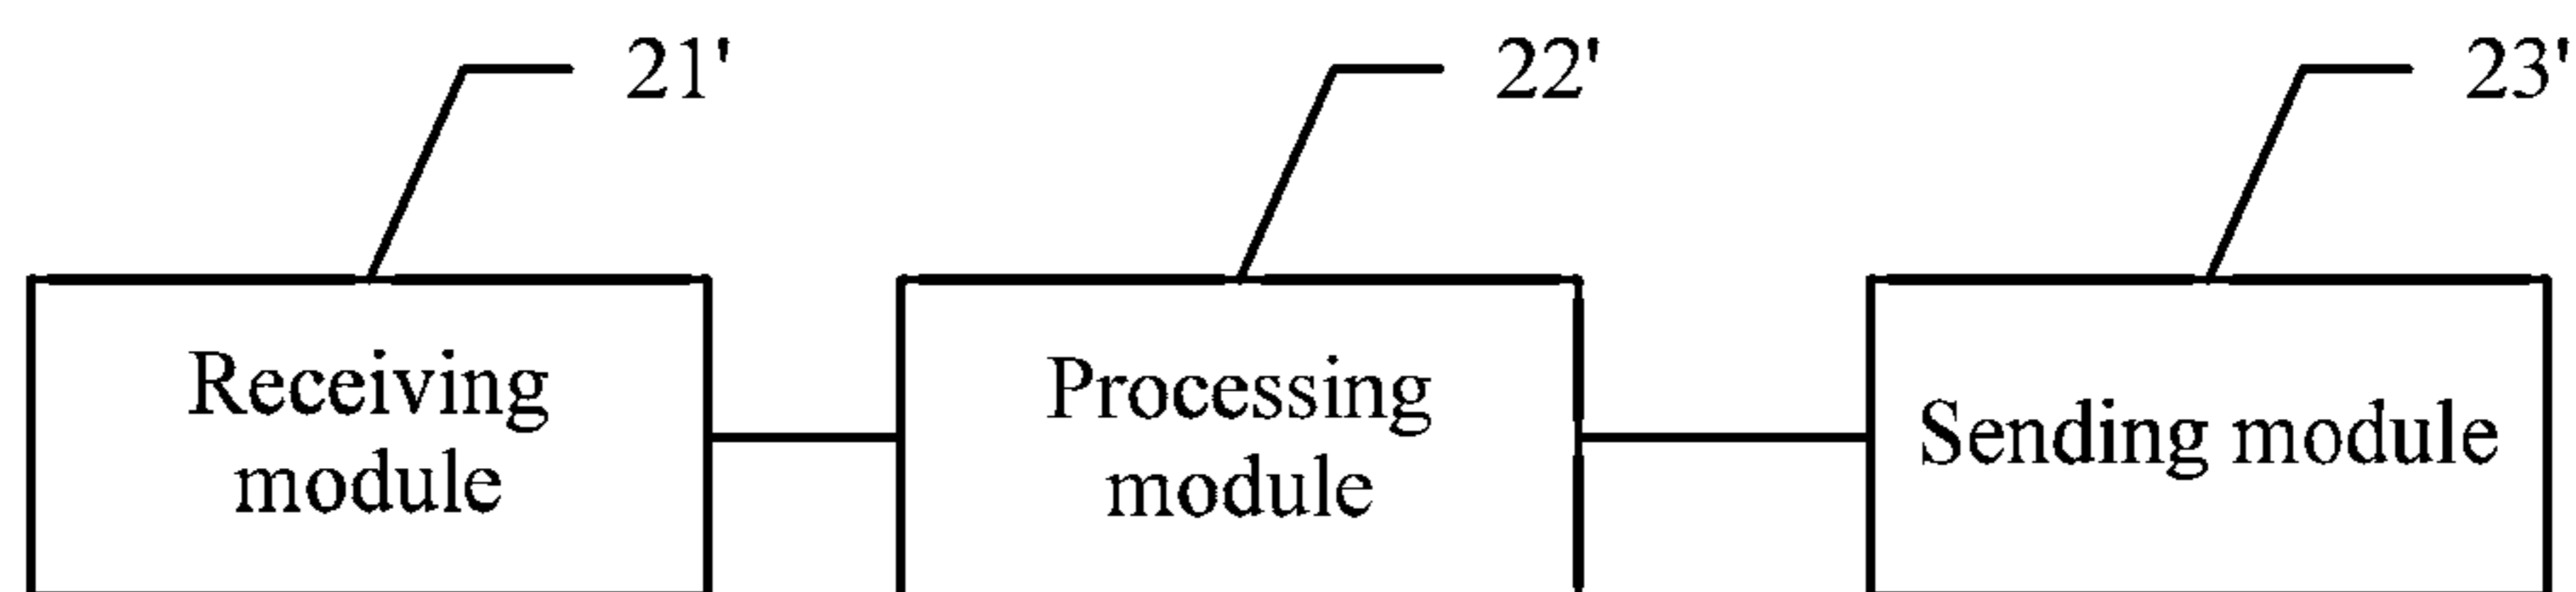 21'
22'
23'
Receiving
module
Processing
module
Sending module